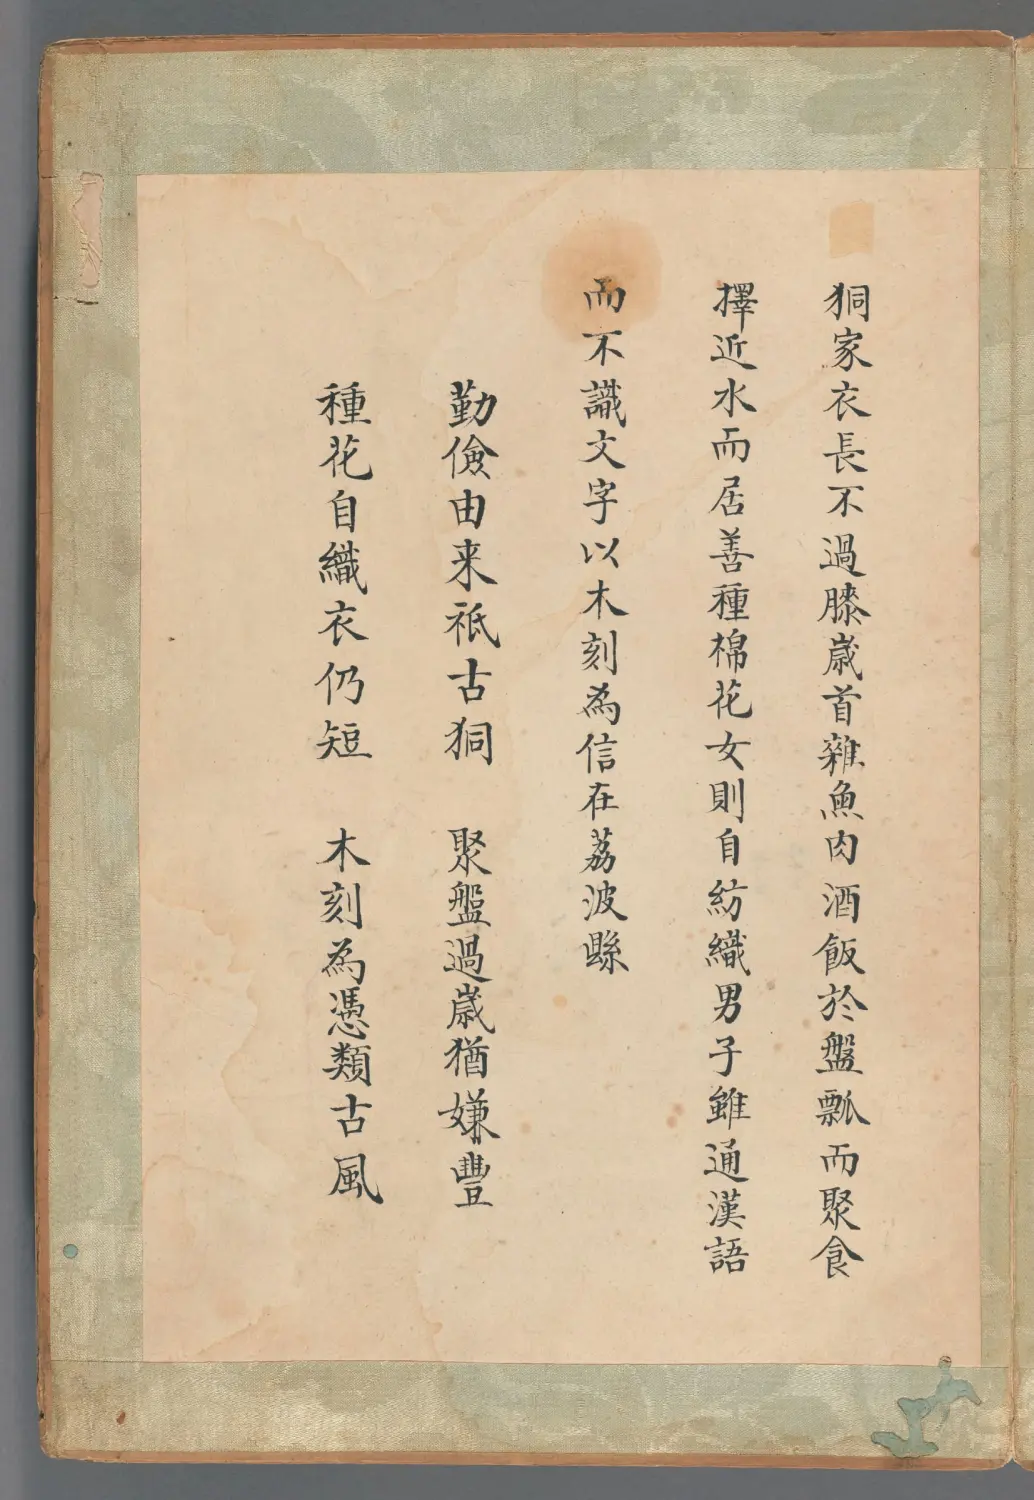 狪家衣長不過膝歲首雜魚肉酒飯於盤瓢而聚食
擇近水而居善種棉花女則自紡織男子雖通漢語
而不識文字以木刻為信在荔波縣
勤儉由来祇古狪　聚盤過歲猶嫌豐
種花自織衣仍短　木刻為憑類古風